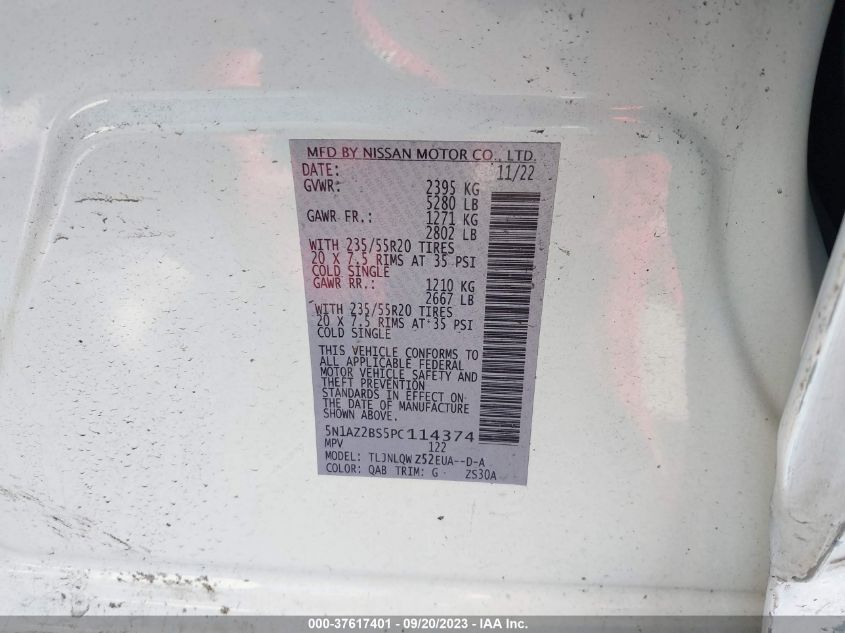 MFD BY NISSAN MOTOR CO., LTD.
DATE: 11/22
GVWR: 2395 KG
5280 LB
GAWR FR.: 1271 KG
2802 LB
WITH 235/55R20 TIRES
20 X 7.5 RIMS AT 35 PSI
COLD SINGLE
GAWR RR.: 1210 KG
2667 LB
WITH 235/55R20 TIRES
20 X 7.5 RIMS AT 35 PSI
COLD SINGLE
THIS VEHICLE CONFORMS TO
ALL APPLICABLE FEDERAL
MOTOR VEHICLE SAFETY AND
THEFT PREVENTION
STANDARDS IN EFFECT ON
THE DATE OF MANUFACTURE
SHOWN ABOVE.
5N1AZ2BS5PC114374
MPV 122
MODEL: TLJNLQWZ52EUA--D-A
COLOR: QAB TRIM: G ZS30A
000-37617401 - 09/20/2023 - IAA Inc.